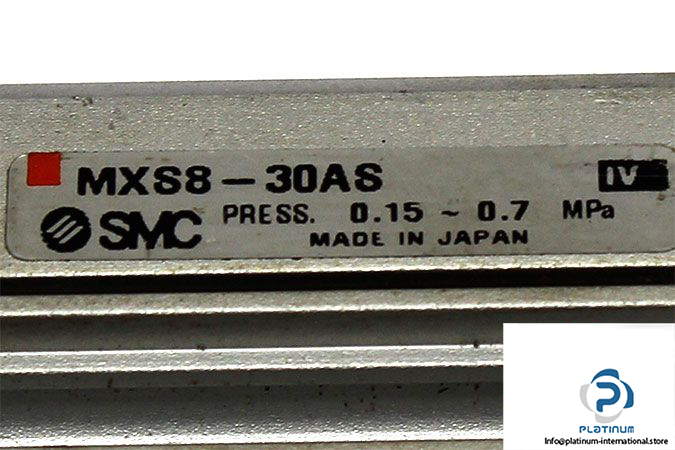 MXS8-30AS IV
SMC PRESS. 0.15 ~ 0.7 MPa
MADE IN JAPAN
PLATINUM
Info@platinum-international.store